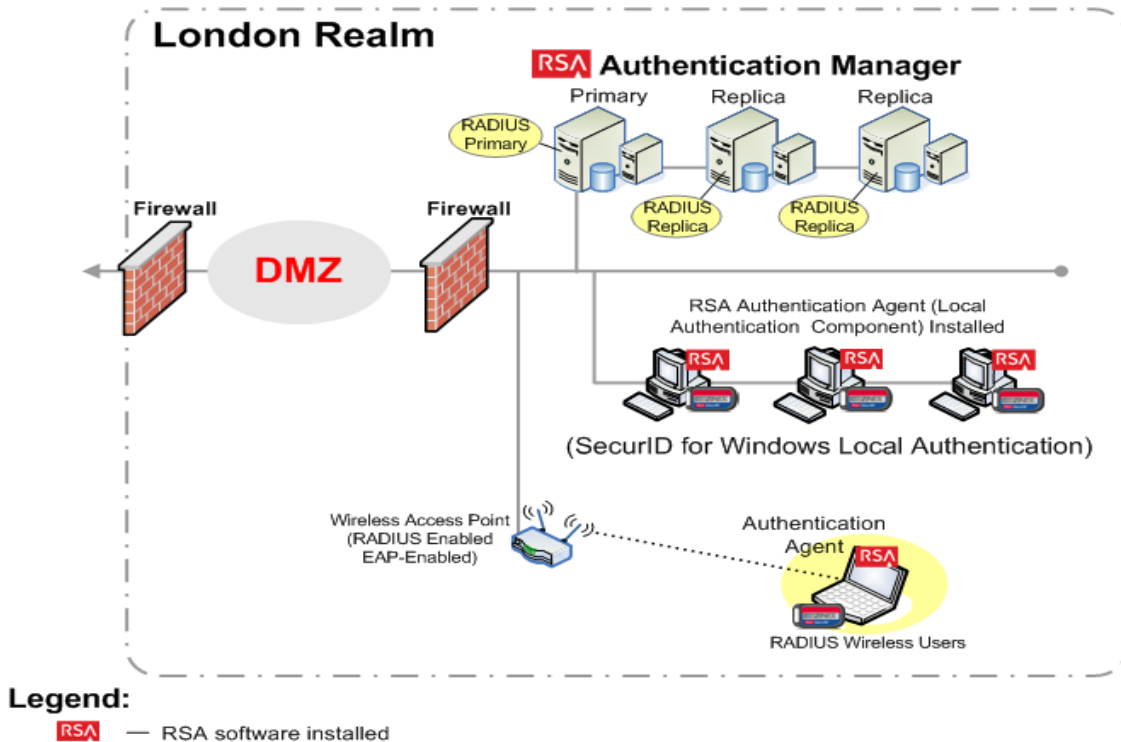 London Realm
RSA Authentication Manager
Primary
Replica
Replica
RADIUS
Primary
RADIUS
Replica
RADIUS
Replica
Firewall
Firewall
DMZ
RSA Authentication Agent (Local
Authentication Component) Installed
RSA
RSA
RSA
(SecurID for Windows Local Authentication)
Wireless Access Point
(RADIUS Enabled
EAP-Enabled)
Authentication
Agent
RSA
RADIUS Wireless Users
Legend:
RSA — RSA software installed